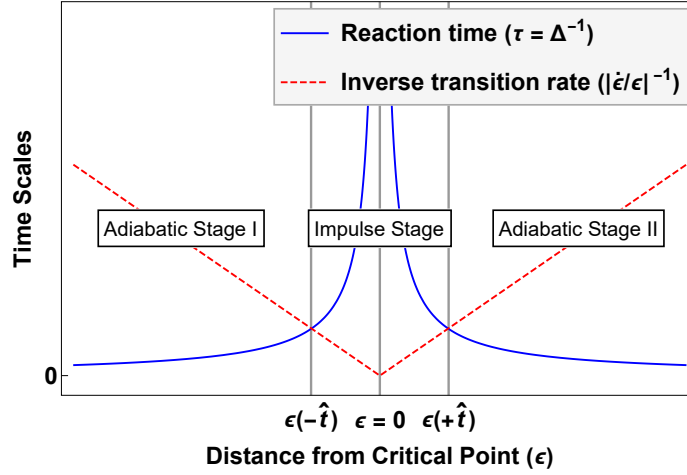 Reaction time (τ = Δ⁻¹)
Inverse transition rate (|ϵ̇/ϵ|⁻¹)
Time Scales
Adiabatic Stage I
Impulse Stage
Adiabatic Stage II
0
ϵ(-t̂)
ϵ = 0
ϵ(+t̂)
Distance from Critical Point (ϵ)